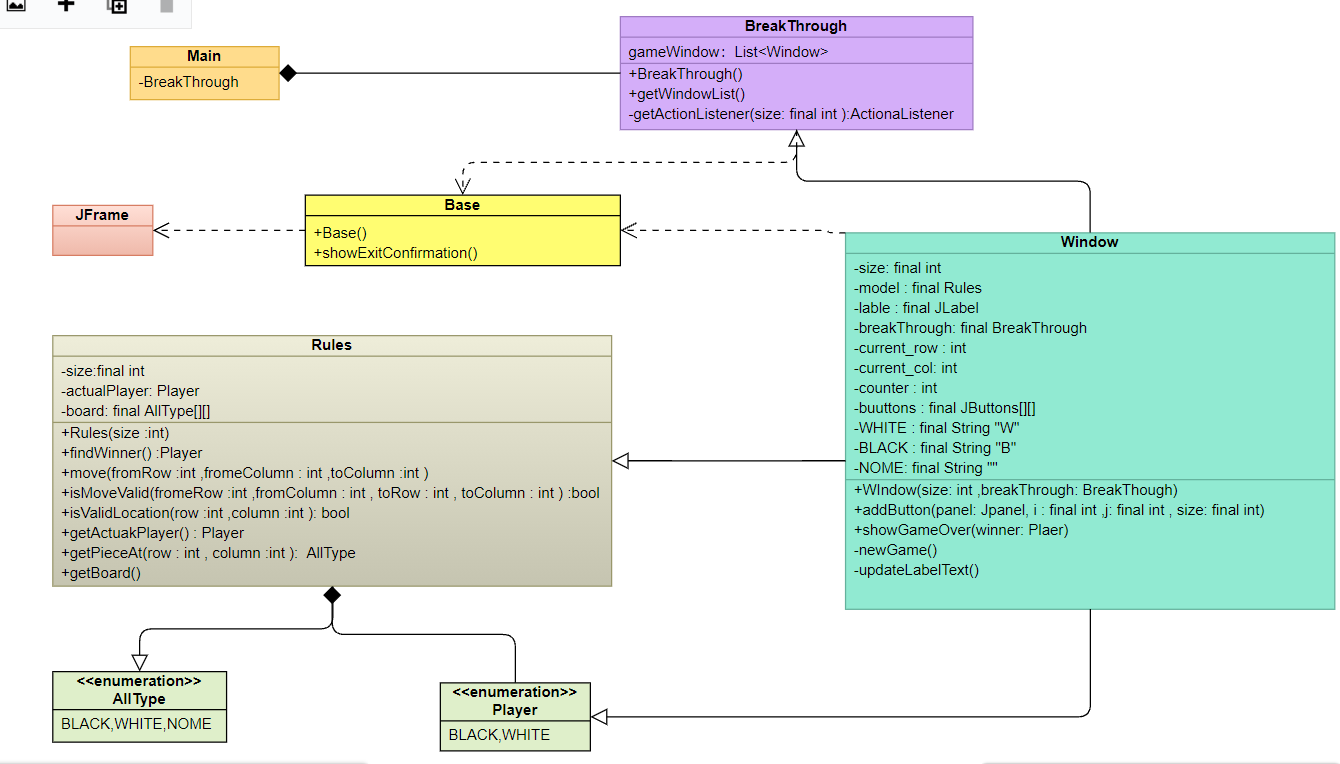 BreakThrough
gameWindow: List<Window>
+BreakThrough()
+getWindowList()
-getActionListener(size: final int ):ActionaListener
Main
-BreakThrough
JFrame
Base
+Base()
+showExitConfirmation()
Window
-size: final int
-model : final Rules
-lable : final JLabel
-breakThrough: final BreakThrough
-current_row : int
-current_col: int
-counter : int
-buuttons : final JButtons[][]
-WHITE : final String "W"
-BLACK : final String "B"
-NOME: final String ""
+WIndow(size: int ,breakThrough: BreakThough)
+addButton(panel: Jpanel, i : final int ,j: final int , size: final int)
+showGameOver(winner: Plaer)
-newGame()
-updateLabelText()
Rules
-size:final int
-actualPlayer: Player
-board: final AllType[][]
+Rules(size :int)
+findWinner() :Player
+move(fromRow :int ,fromeColumn : int ,toColumn :int )
+isMoveValid(fromeRow :int ,fromColumn : int , toRow : int , toColumn : int ) :bool
+isValidLocation(row :int ,column :int ): bool
+getActuakPlayer() : Player
+getPieceAt(row : int , column :int ): AllType
+getBoard()
<<enumeration>>
AllType
BLACK,WHITE,NOME
<<enumeration>>
Player
BLACK,WHITE